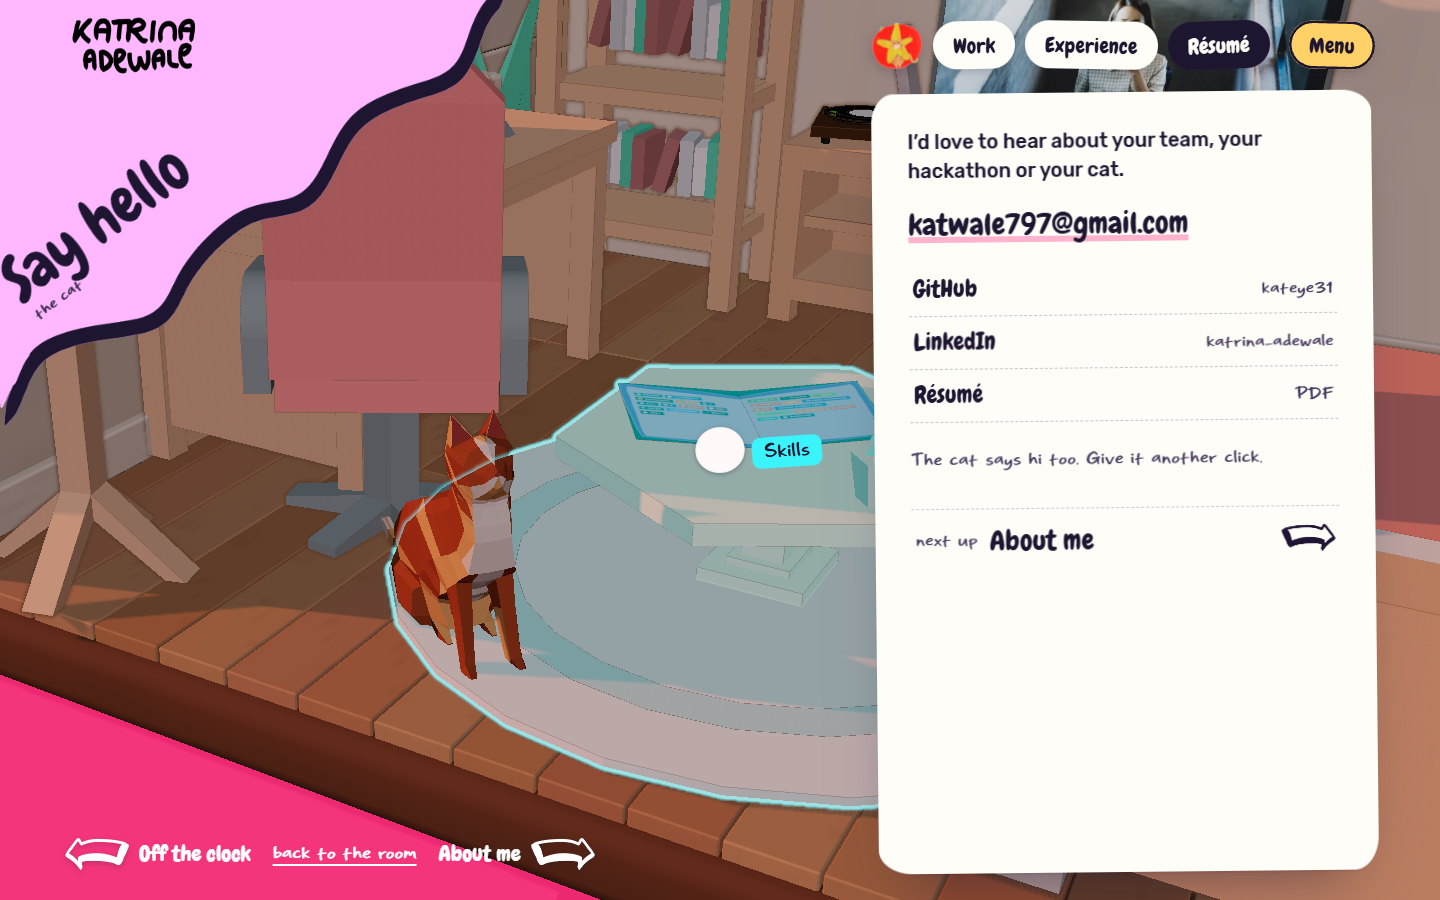 KATRINA
ADEWALE
Work
Experience
Résumé
Menu
Say hello
the cat
I'd love to hear about your team, your
hackathon or your cat.
katwale797@gmail.com
GitHub
kateye31
LinkedIn
katrina_adewale
Résumé
PDF
Skills
The cat says hi too. Give it another click.
next up About me
Off the clock
back to the room
About me